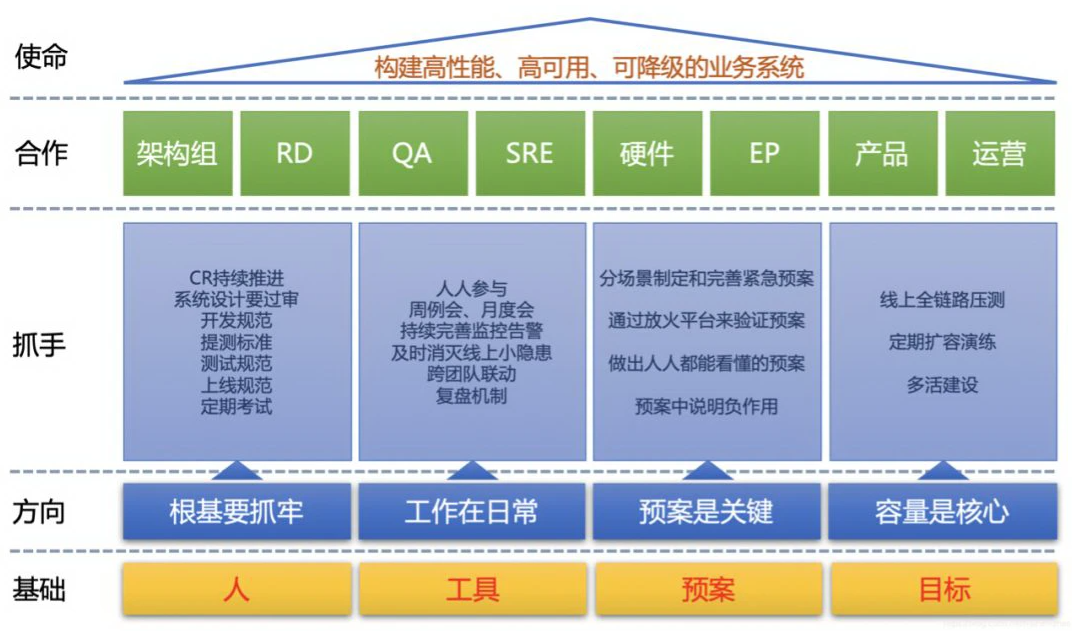 使命
构建高性能、高可用、可降级的业务系统
合作
架构组
RD
QA
SRE
硬件
EP
产品
运营
抓手
CR持续推进
系统设计要过审
开发规范
提测标准
测试规范
上线规范
定期考试
人人参与
周例会、月度会
持续完善监控告警
及时消灭线上小隐患
跨团队联动
复盘机制
分场景制定和完善紧急预案
通过放火平台来验证预案
做出人人都能看懂的预案
预案中说明负作用
线上全链路压测
定期扩容演练
多活建设
方向
根基要抓牢
工作在日常
预案是关键
容量是核心
基础
人
工具
预案
目标